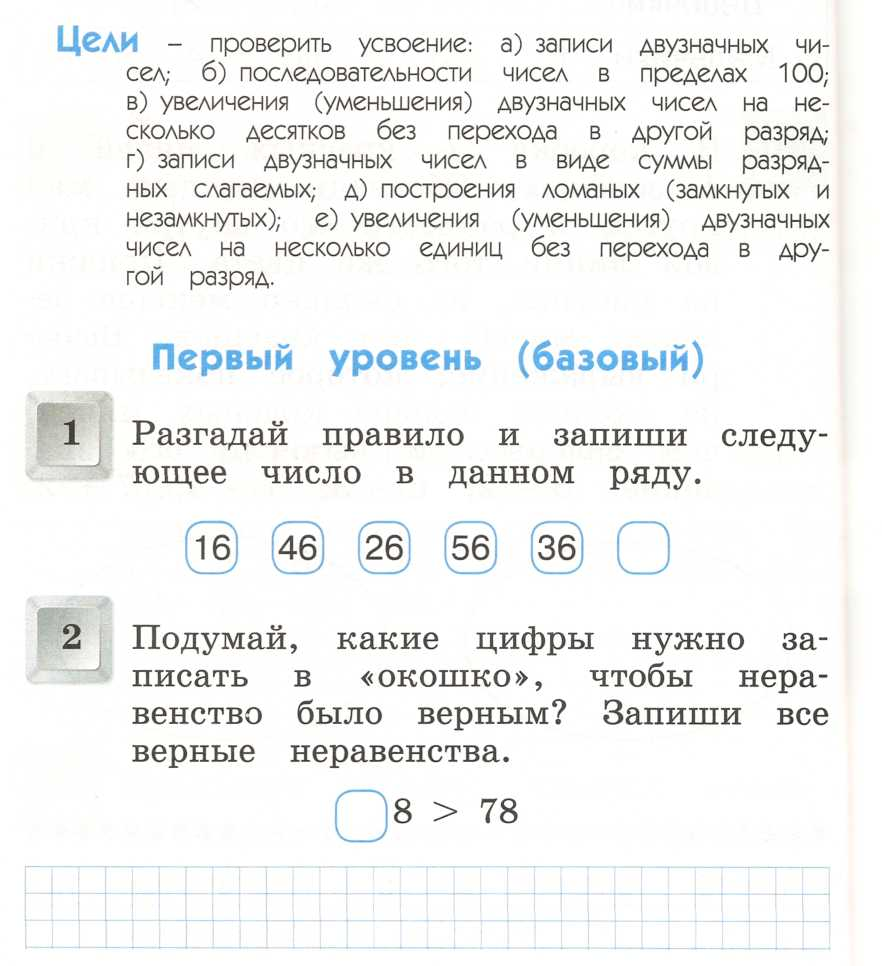 Цели – проверить усвоение: а) записи двузначных чи-
сел; б) последовательности чисел в пределах 100;
в) увеличения (уменьшения) двузначных чисел на не-
сколько десятков без перехода в другой разряд;
г) записи двузначных чисел в виде суммы разряд-
ных слагаемых; д) построения ломаных (замкнутых и
незамкнутых); е) увеличения (уменьшения) двузначных
чисел на несколько единиц без перехода в дру-
гой разряд.
Первый уровень (базовый)
1 Разгадай правило и запиши следу-
ющее число в данном ряду.
16 46 26 56 36
2 Подумай, какие цифры нужно за-
писать в «окошко», чтобы нера-
венство было верным? Запиши все
верные неравенства.
8 > 78